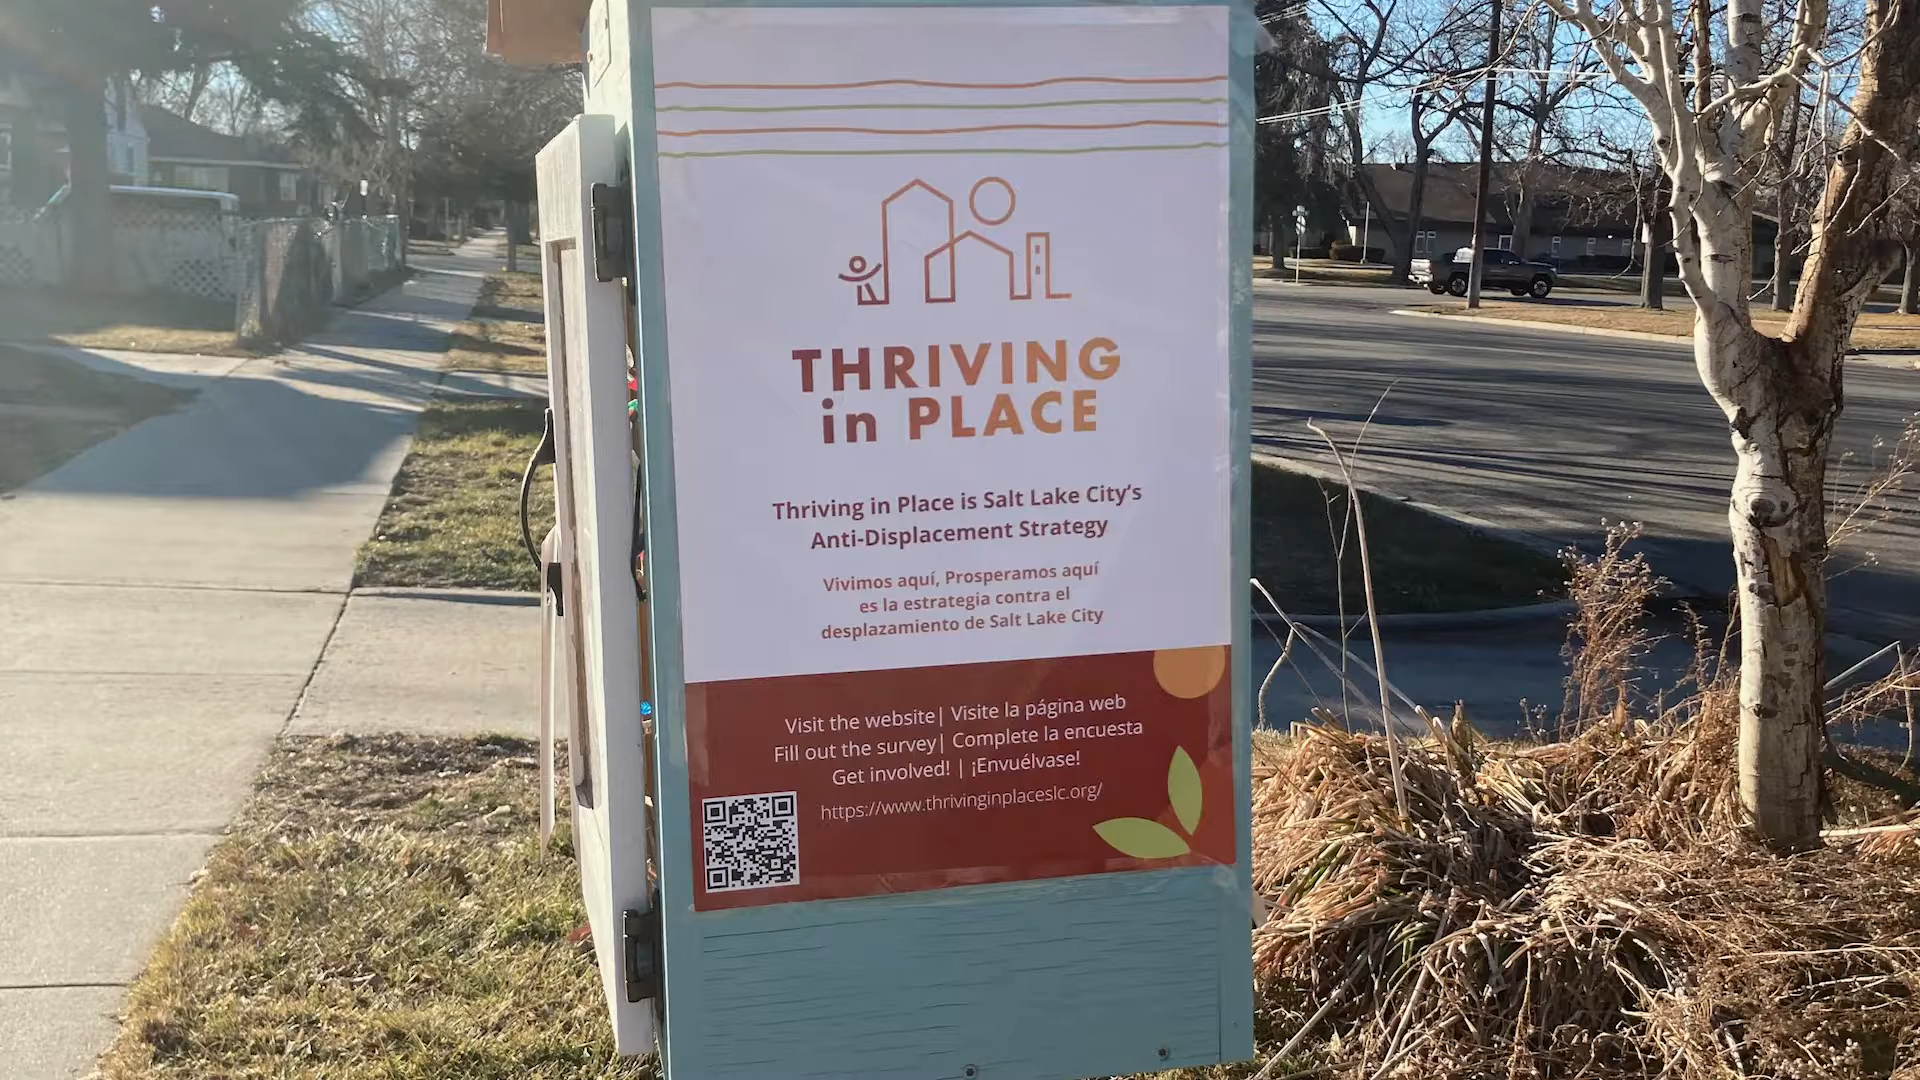 THRIVING
in PLACE
Thriving in Place is Salt Lake City's
Anti-Displacement Strategy
Vivimos aquí, Prosperamos aquí
es la estrategia contra el
desplazamiento de Salt Lake City
Visit the website| Visite la página web
Fill out the survey| Complete la encuesta
Get involved! | ¡Envuélvase!
https://www.thrivinginplaceslc.org/